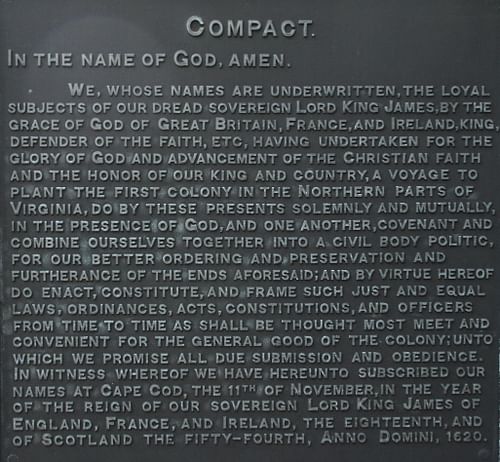 COMPACT.
IN THE NAME OF GOD, AMEN.
WE, WHOSE NAMES ARE UNDERWRITTEN, THE LOYAL
SUBJECTS OF OUR DREAD SOVEREIGN LORD KING JAMES, BY THE
GRACE OF GOD OF GREAT BRITAIN, FRANCE, AND IRELAND, KING,
DEFENDER OF THE FAITH, ETC, HAVING UNDERTAKEN FOR THE
GLORY OF GOD AND ADVANCEMENT OF THE CHRISTIAN FAITH
AND THE HONOR OF OUR KING AND COUNTRY, A VOYAGE TO
PLANT THE FIRST COLONY IN THE NORTHERN PARTS OF
VIRGINIA, DO BY THESE PRESENTS SOLEMNLY AND MUTUALLY,
IN THE PRESENCE OF GOD, AND ONE ANOTHER, COVENANT AND
COMBINE OURSELVES TOGETHER INTO A CIVIL BODY POLITIC,
FOR OUR BETTER ORDERING AND PRESERVATION AND
FURTHERANCE OF THE ENDS AFORESAID; AND BY VIRTUE HEREOF
DO ENACT, CONSTITUTE, AND FRAME SUCH JUST AND EQUAL
LAWS, ORDINANCES, ACTS, CONSTITUTIONS, AND OFFICERS
FROM TIME TO TIME AS SHALL BE THOUGHT MOST MEET AND
CONVENIENT FOR THE GENERAL GOOD OF THE COLONY; UNTO
WHICH WE PROMISE ALL DUE SUBMISSION AND OBEDIENCE.
IN WITNESS WHEREOF WE HAVE HEREUNTO SUBSCRIBED OUR
NAMES AT CAPE COD, THE 11TH OF NOVEMBER, IN THE YEAR
OF THE REIGN OF OUR SOVEREIGN LORD KING JAMES OF
ENGLAND, FRANCE, AND IRELAND, THE EIGHTEENTH, AND
OF SCOTLAND THE FIFTY-FOURTH, ANNO DOMINI, 1620.